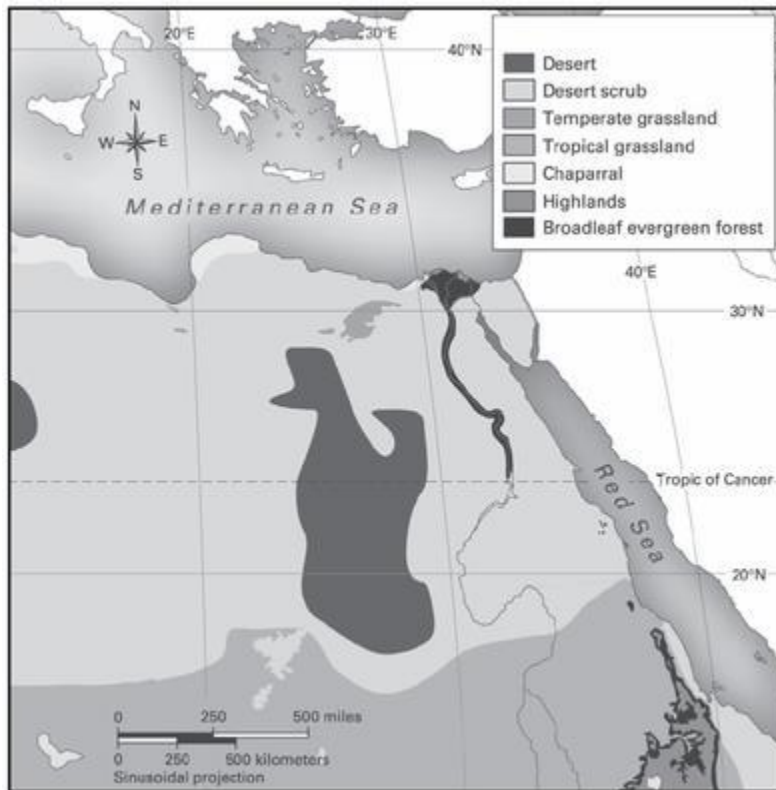 20°E
30°E
40°N
Desert
Desert scrub
Temperate grassland
Tropical grassland
Chaparral
Highlands
Broadleaf evergreen forest
N
W E
S
Mediterranean Sea
40°E
30°N
Tropic of Cancer
Red Sea
20°N
0 250 500 miles
0 250 500 kilometers
Sinusoidal projection